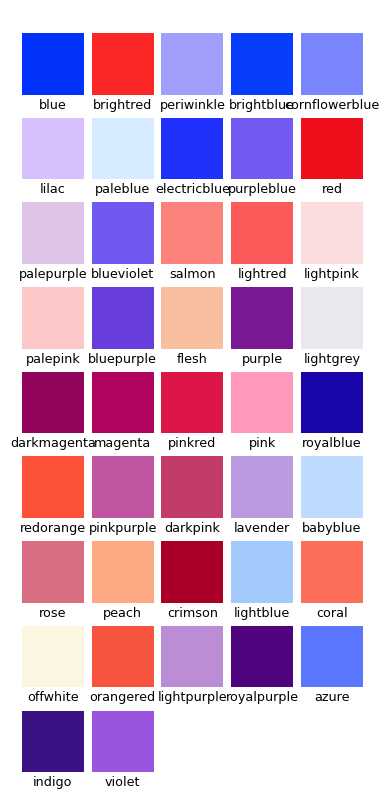 blue brightred periwinkle brightblue cornflowerblue
lilac paleblue electricblue purpleblue red
palepurple blueviolet salmon lightred lightpink
palepink bluepurple flesh purple lightgrey
darkmagenta magenta pinkred pink royalblue
redorange pinkpurple darkpink lavender babyblue
rose peach crimson lightblue coral
offwhite orangered lightpurple royalpurple azure
indigo violet